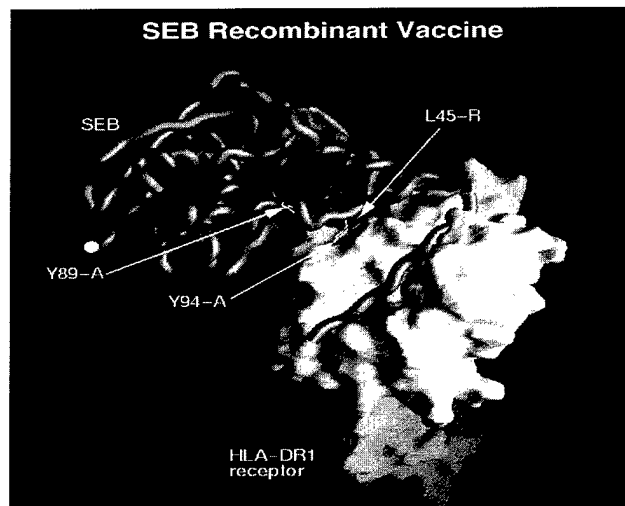 SEB Recombinant Vaccine
SEB
L45-R
Y89-A
Y94-A
HLA-DR1
receptor